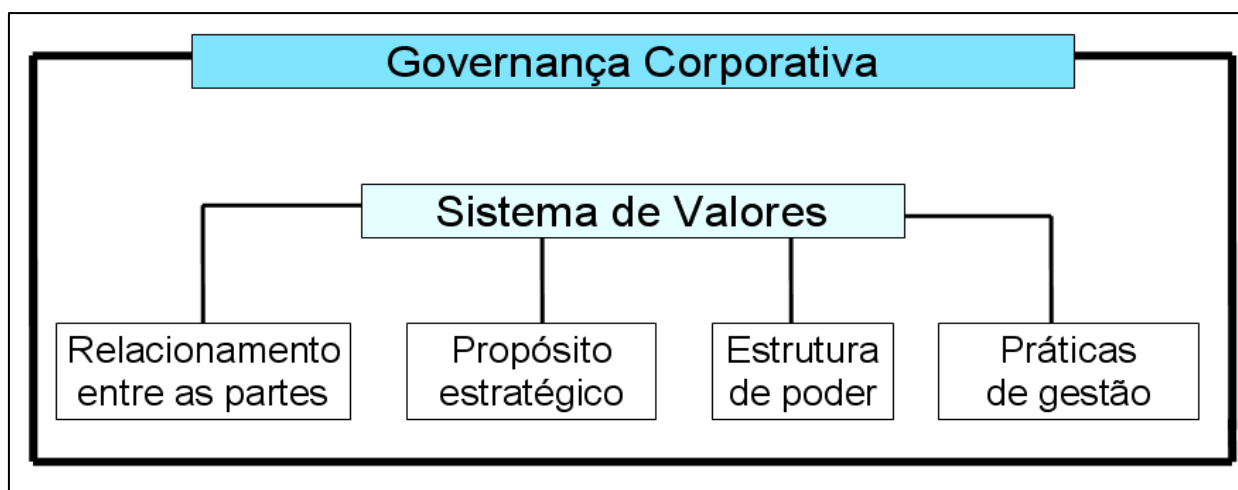 Governança Corporativa
Sistema de Valores
Relacionamento
entre as partes
Propósito
estratégico
Estrutura
de poder
Práticas
de gestão